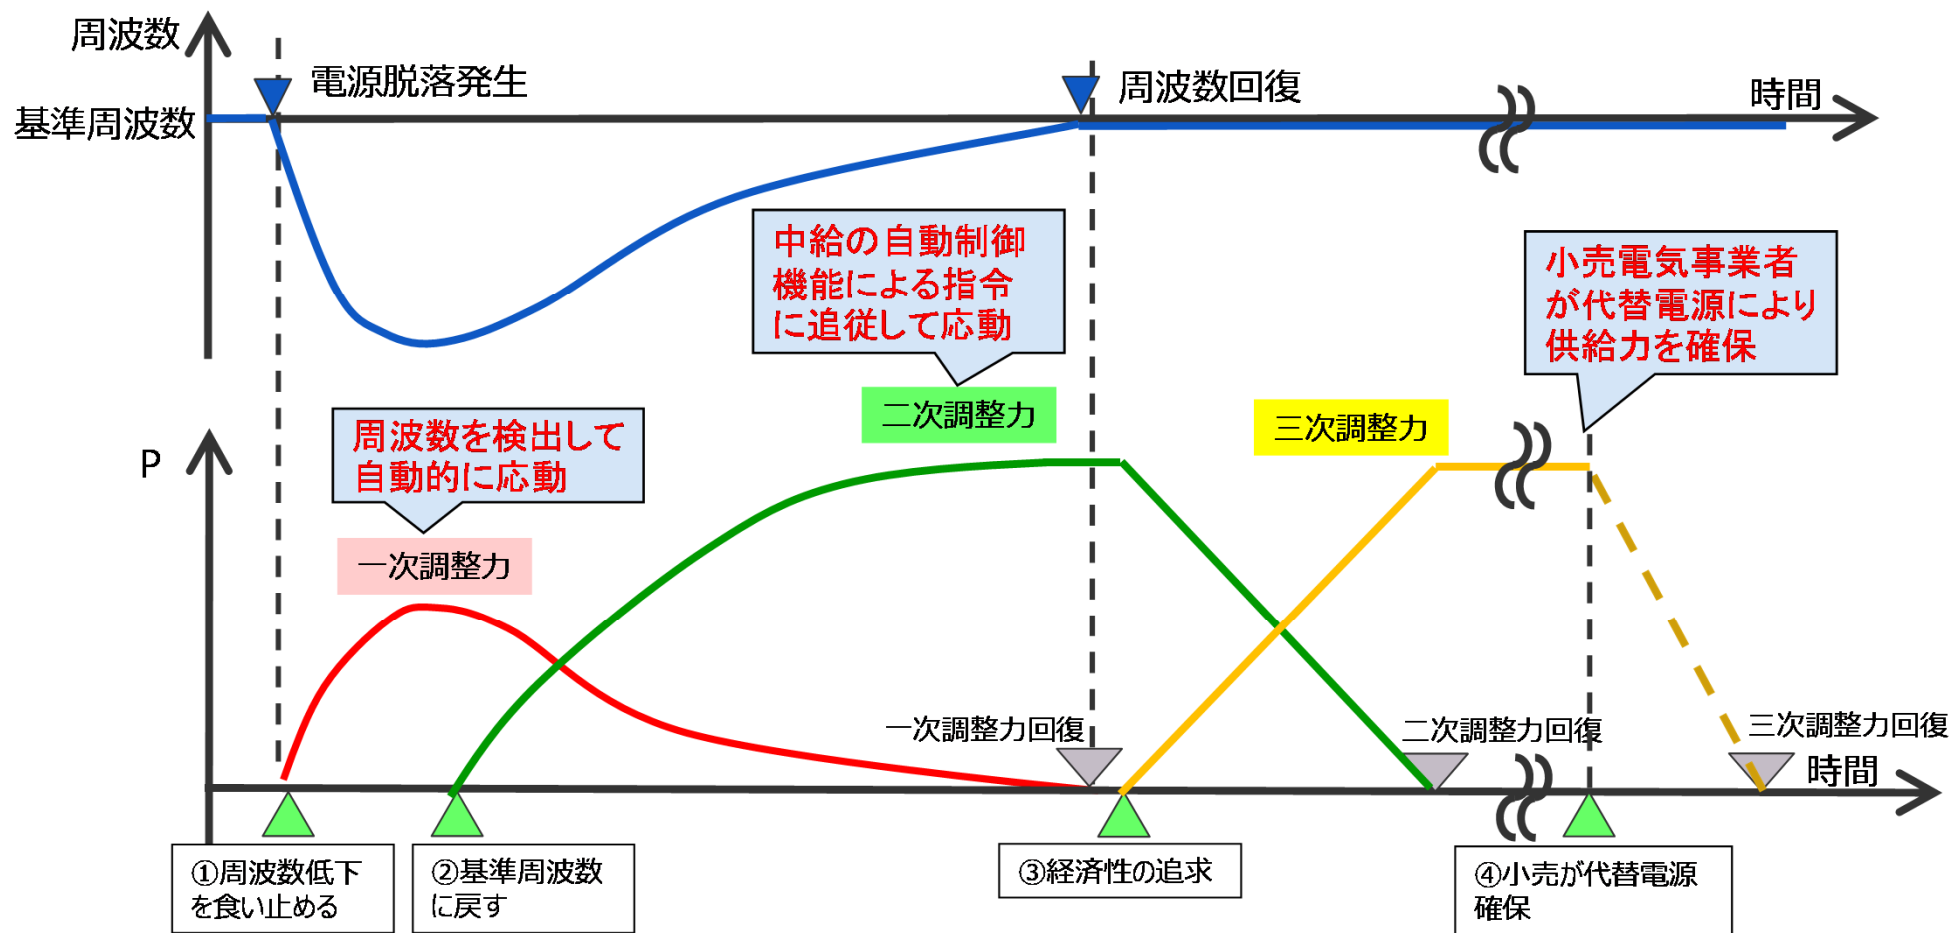 周波数
電源脱落発生
周波数回復
時間
基準周波数
中給の自動制御
機能による指令
に追従して応動
小売電気事業者
が代替電源により
供給力を確保
二次調整力
三次調整力
周波数を検出して
自動的に応動
P
一次調整力
一次調整力回復
二次調整力回復
三次調整力回復
時間
①周波数低下
を食い止める
②基準周波数
に戻す
③経済性の追求
④小売が代替電源
確保